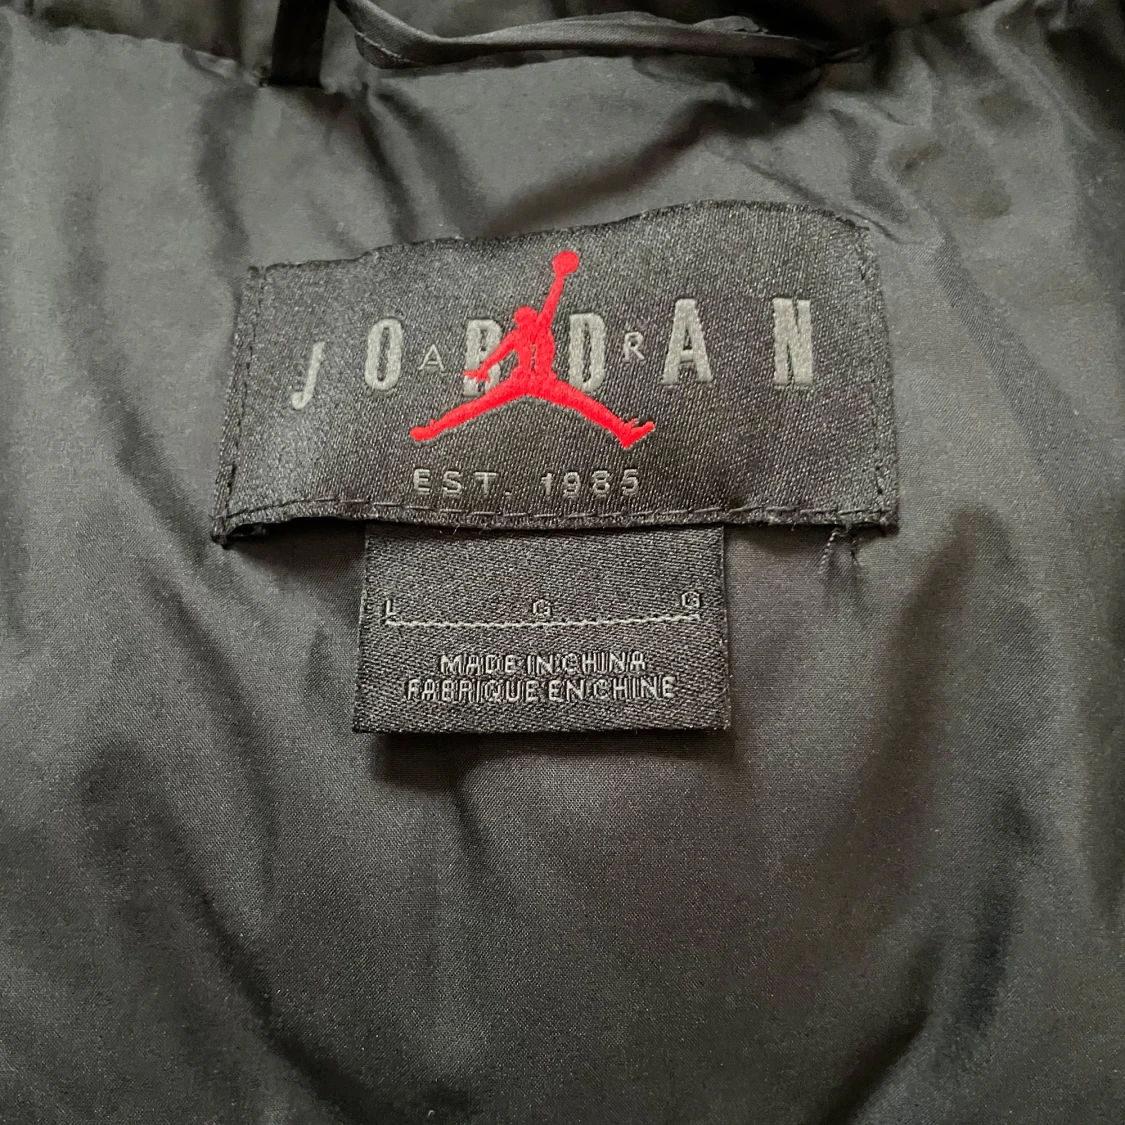 JORDAN
AIR
EST. 1985
L G G
MADE IN CHINA
FABRIQUE EN CHINE